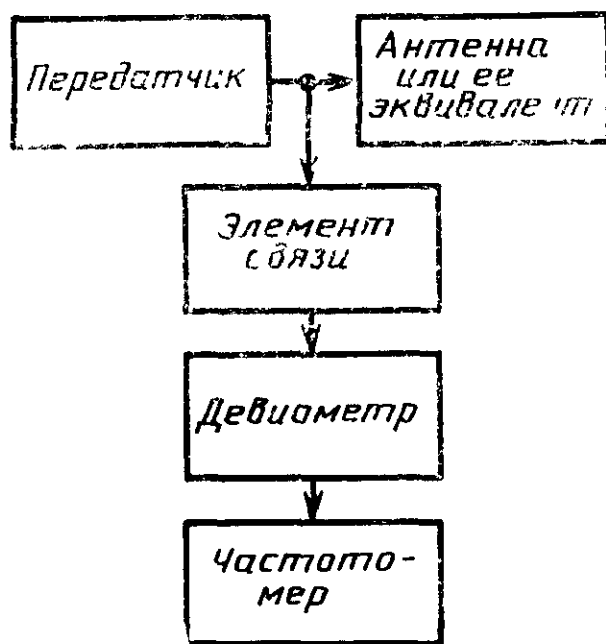 Передатчик
Антенна
или ее
эквивалент
Элемент
связи
Девиометр
Частото-
мер